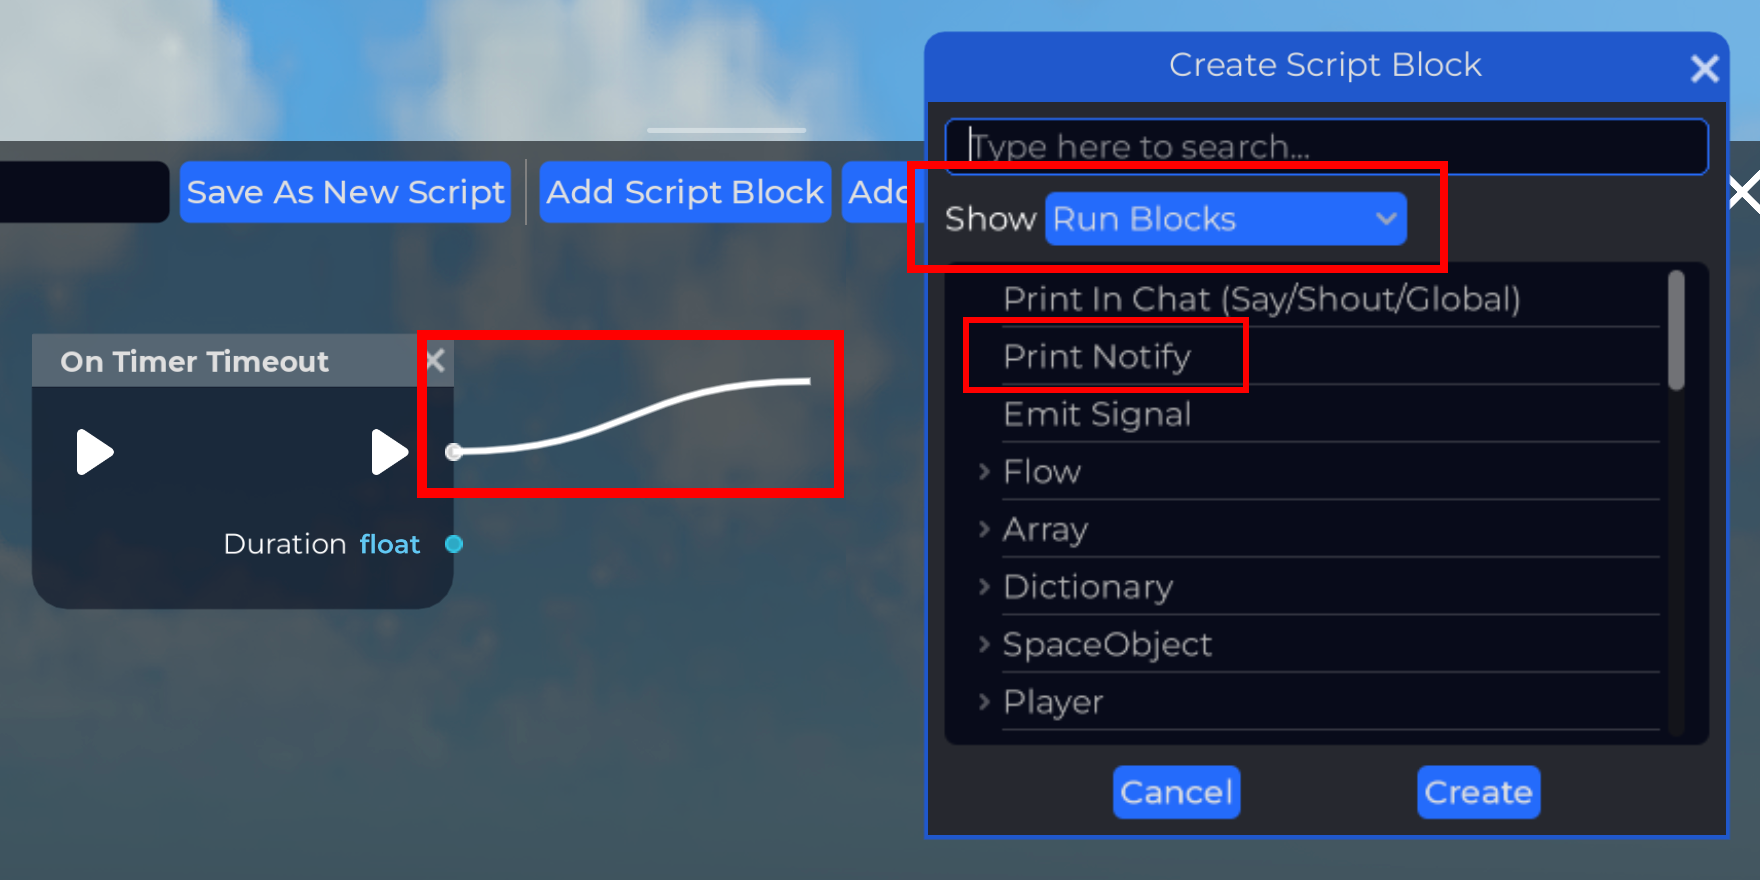 Create Script Block
Type here to search...
Save As New Script
Add Script Block
Add
Show Run Blocks
Print In Chat (Say/Shout/Global)
Print Notify
Emit Signal
Flow
Array
Dictionary
SpaceObject
Player
Cancel
Create
On Timer Timeout
Duration float